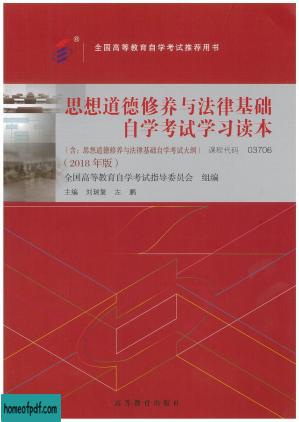 全国高等教育自学考试推荐用书
思想道德修养与法律基础
自学考试学习读本
(含:思想道德修养与法律基础自学考试大纲) 课程代码 03706
(2018年版)
全国高等教育自学考试指导委员会 组编
主编 刘瑞复 左鹏
高等教育出版社
homeofpdf.com